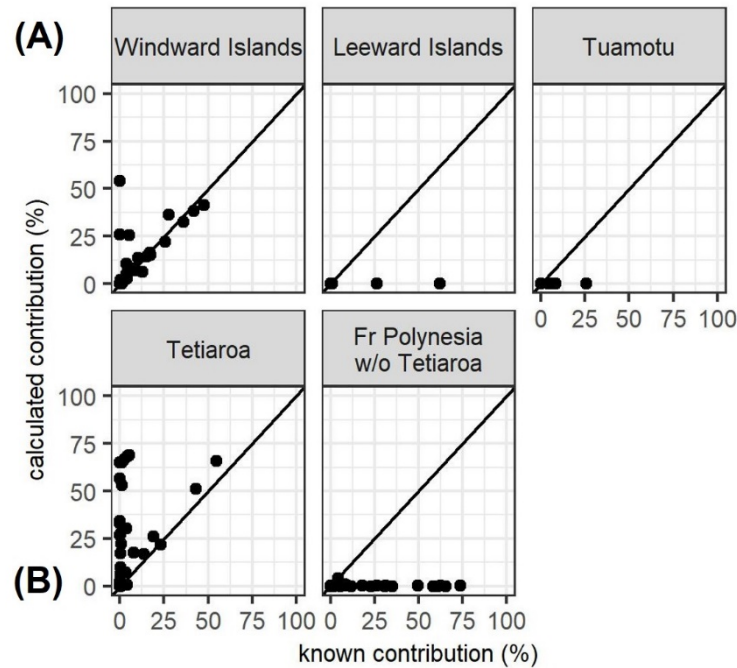 (A)
Windward Islands
Leeward Islands
Tuamotu
100
75
50
25
0
0 25 50 75 100
Tetiaroa
Fr Polynesia
w/o Tetiaroa
calculated contribution (%)
100
75
50
25
0
(B)
0 25 50 75 100
0 25 50 75 100
known contribution (%)